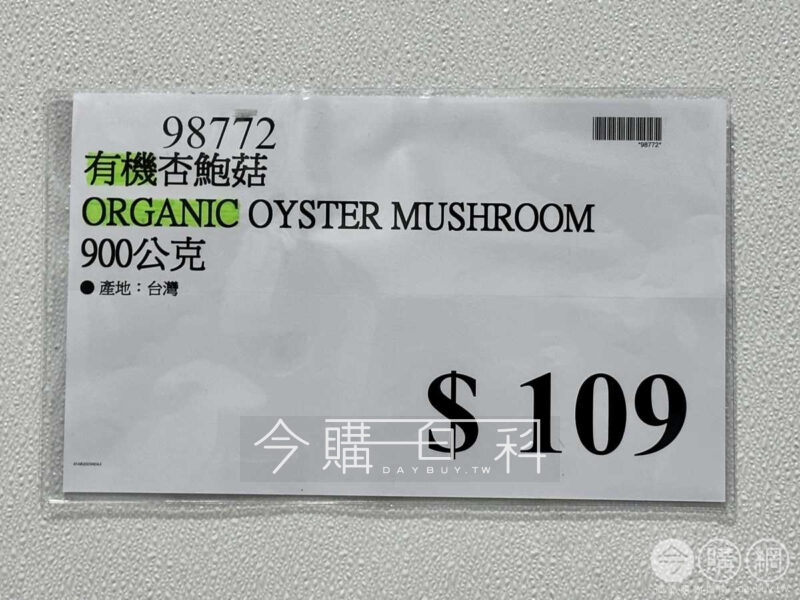 98772
*98772*
有機杏鮑菇
ORGANIC OYSTER MUSHROOM
900公克
● 產地：台灣
$ 109
今購百科
DAYBUY.TW
今購網